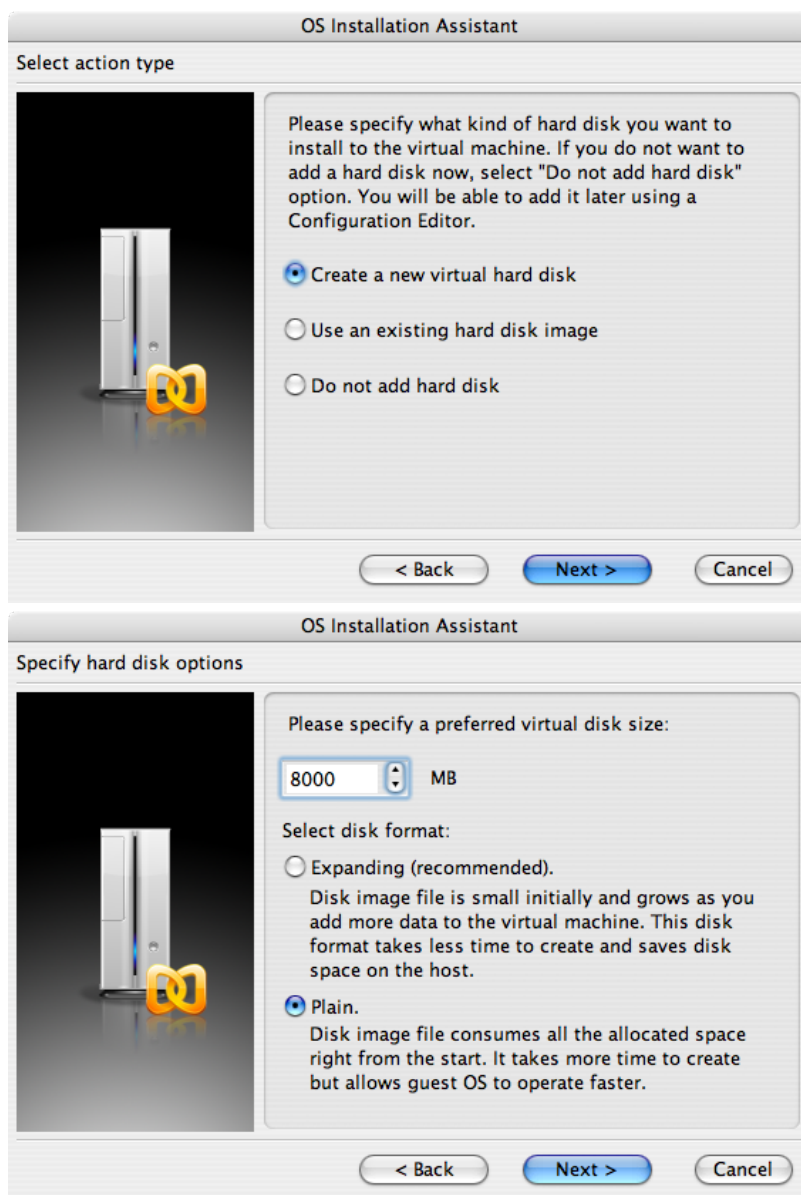 OS Installation Assistant
Select action type
Please specify what kind of hard disk you want to
install to the virtual machine. If you do not want to
add a hard disk now, select "Do not add hard disk"
option. You will be able to add it later using a
Configuration Editor.
Create a new virtual hard disk
Use an existing hard disk image
Do not add hard disk
< Back
Next >
Cancel
OS Installation Assistant
Specify hard disk options
Please specify a preferred virtual disk size:
8000 MB
Select disk format:
Expanding (recommended).
Disk image file is small initially and grows as you
add more data to the virtual machine. This disk
format takes less time to create and saves disk
space on the host.
Plain.
Disk image file consumes all the allocated space
right from the start. It takes more time to create
but allows guest OS to operate faster.
< Back
Next >
Cancel